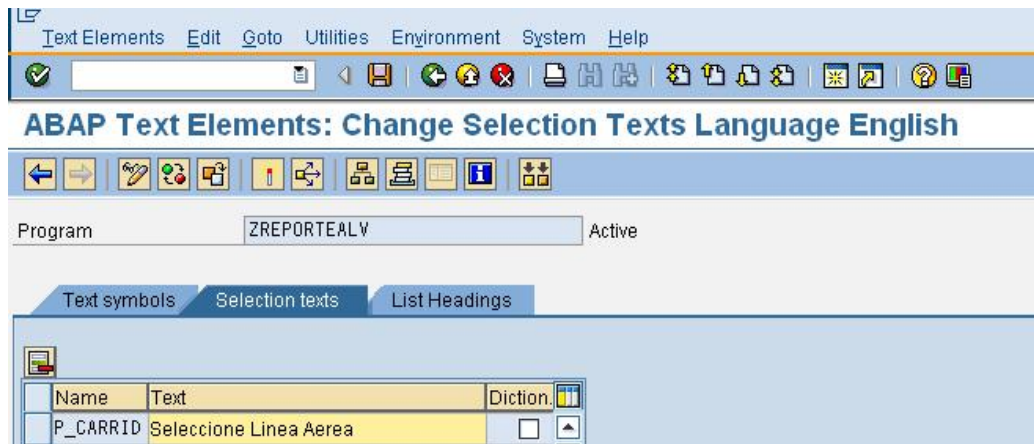 Text Elements Edit Goto Utilities Environment System Help
ABAP Text Elements: Change Selection Texts Language English
Program ZREPORTEALV Active
Text symbols Selection texts List Headings
Name Text Diction.
P_CARRID Seleccione Linea Aerea